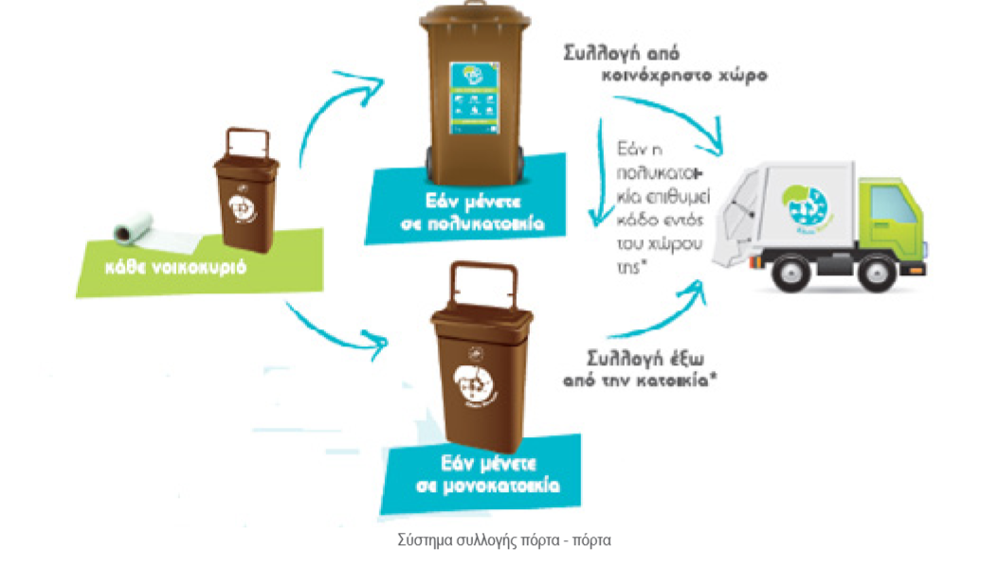 Συλλογή από
κοινόχρηστο χώρο
Εάν η
πολυκατοι-
κία επιθυμεί
κάδο εντός
του χώρου
της*
Εάν μένετε
σε πολυκατοικία
κάθε νοικοκυριό
Συλλογή έξω
από την κατοικία*
Εάν μένετε
σε μονοκατοικία
Σύστημα συλλογής πόρτα - πόρτα